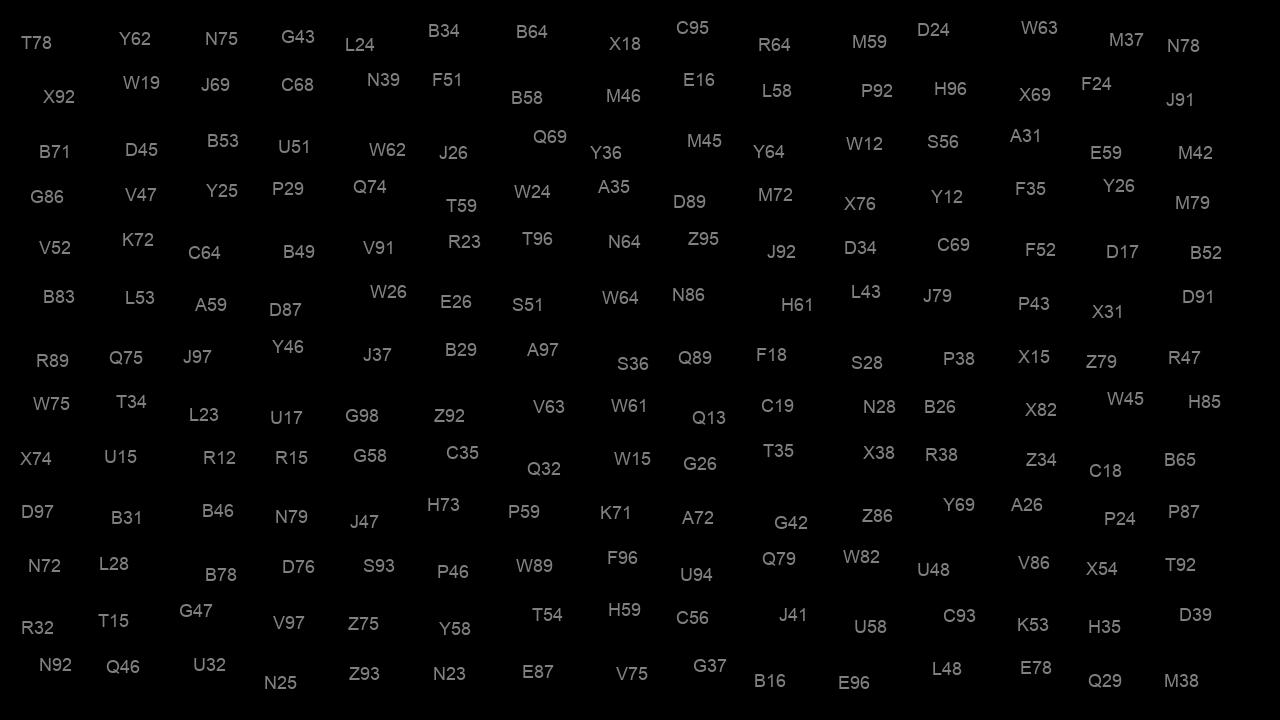 T78 Y62 N75 G43 L24 B34 B64 X18 C95 R64 M59 D24 W63 M37 N78
X92 W19 J69 C68 N39 F51 B58 M46 E16 L58 P92 H96 X69 F24 J91
B71 D45 B53 U51 W62 J26 Q69 Y36 M45 Y64 W12 S56 A31 E59 M42
G86 V47 Y25 P29 Q74 T59 W24 A35 D89 M72 X76 Y12 F35 Y26 M79
V52 K72 C64 B49 V91 R23 T96 N64 Z95 J92 D34 C69 F52 D17 B52
B83 L53 A59 D87 W26 E26 S51 W64 N86 H61 L43 J79 P43 X31 D91
R89 Q75 J97 Y46 J37 B29 A97 S36 Q89 F18 S28 P38 X15 Z79 R47
W75 T34 L23 U17 G98 Z92 V63 W61 Q13 C19 N28 B26 X82 W45 H85
X74 U15 R12 R15 G58 C35 Q32 W15 G26 T35 X38 R38 Z34 C18 B65
D97 B31 B46 N79 J47 H73 P59 K71 A72 G42 Z86 Y69 A26 P24 P87
N72 L28 B78 D76 S93 P46 W89 F96 U94 Q79 W82 U48 V86 X54 T92
R32 T15 G47 V97 Z75 Y58 T54 H59 C56 J41 U58 C93 K53 H35 D39
N92 Q46 U32 N25 Z93 N23 E87 V75 G37 B16 E96 L48 E78 Q29 M38